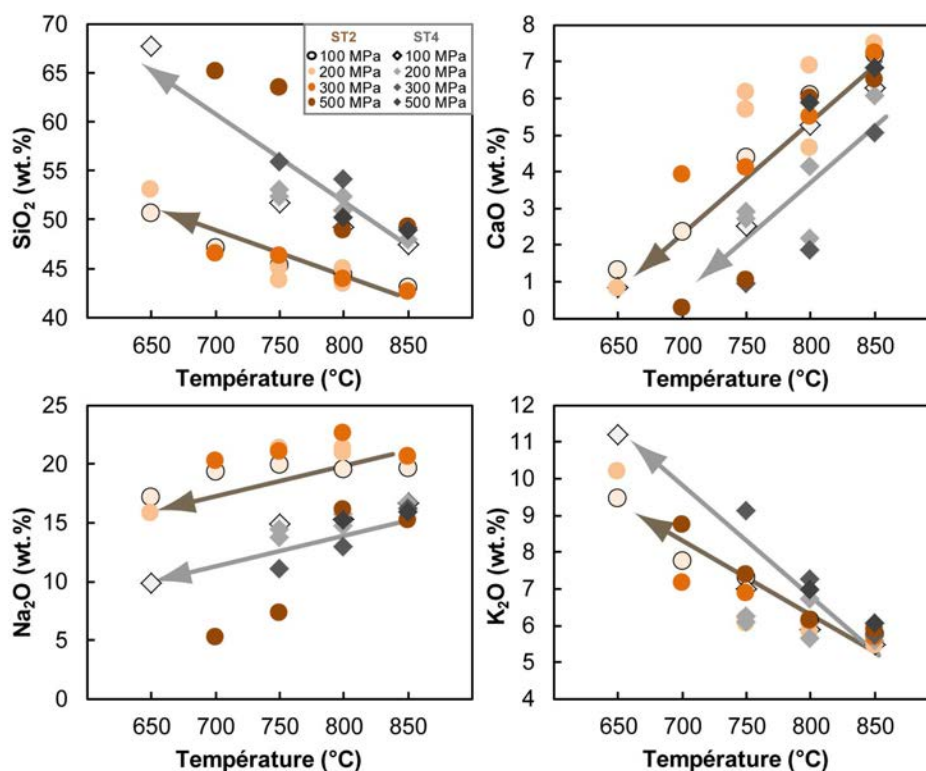 SiO2 (wt.%)
70
65
60
55
50
45
40
650 700 750 800 850
Température (°C)
ST2 ST4
100 MPa 100 MPa
200 MPa 200 MPa
300 MPa 300 MPa
500 MPa 500 MPa
CaO (wt.%)
8
7
6
5
4
3
2
1
0
650 700 750 800 850
Température (°C)
Na2O (wt.%)
25
20
15
10
5
0
650 700 750 800 850
Température (°C)
K2O (wt.%)
12
11
10
9
8
7
6
5
4
650 700 750 800 850
Température (°C)